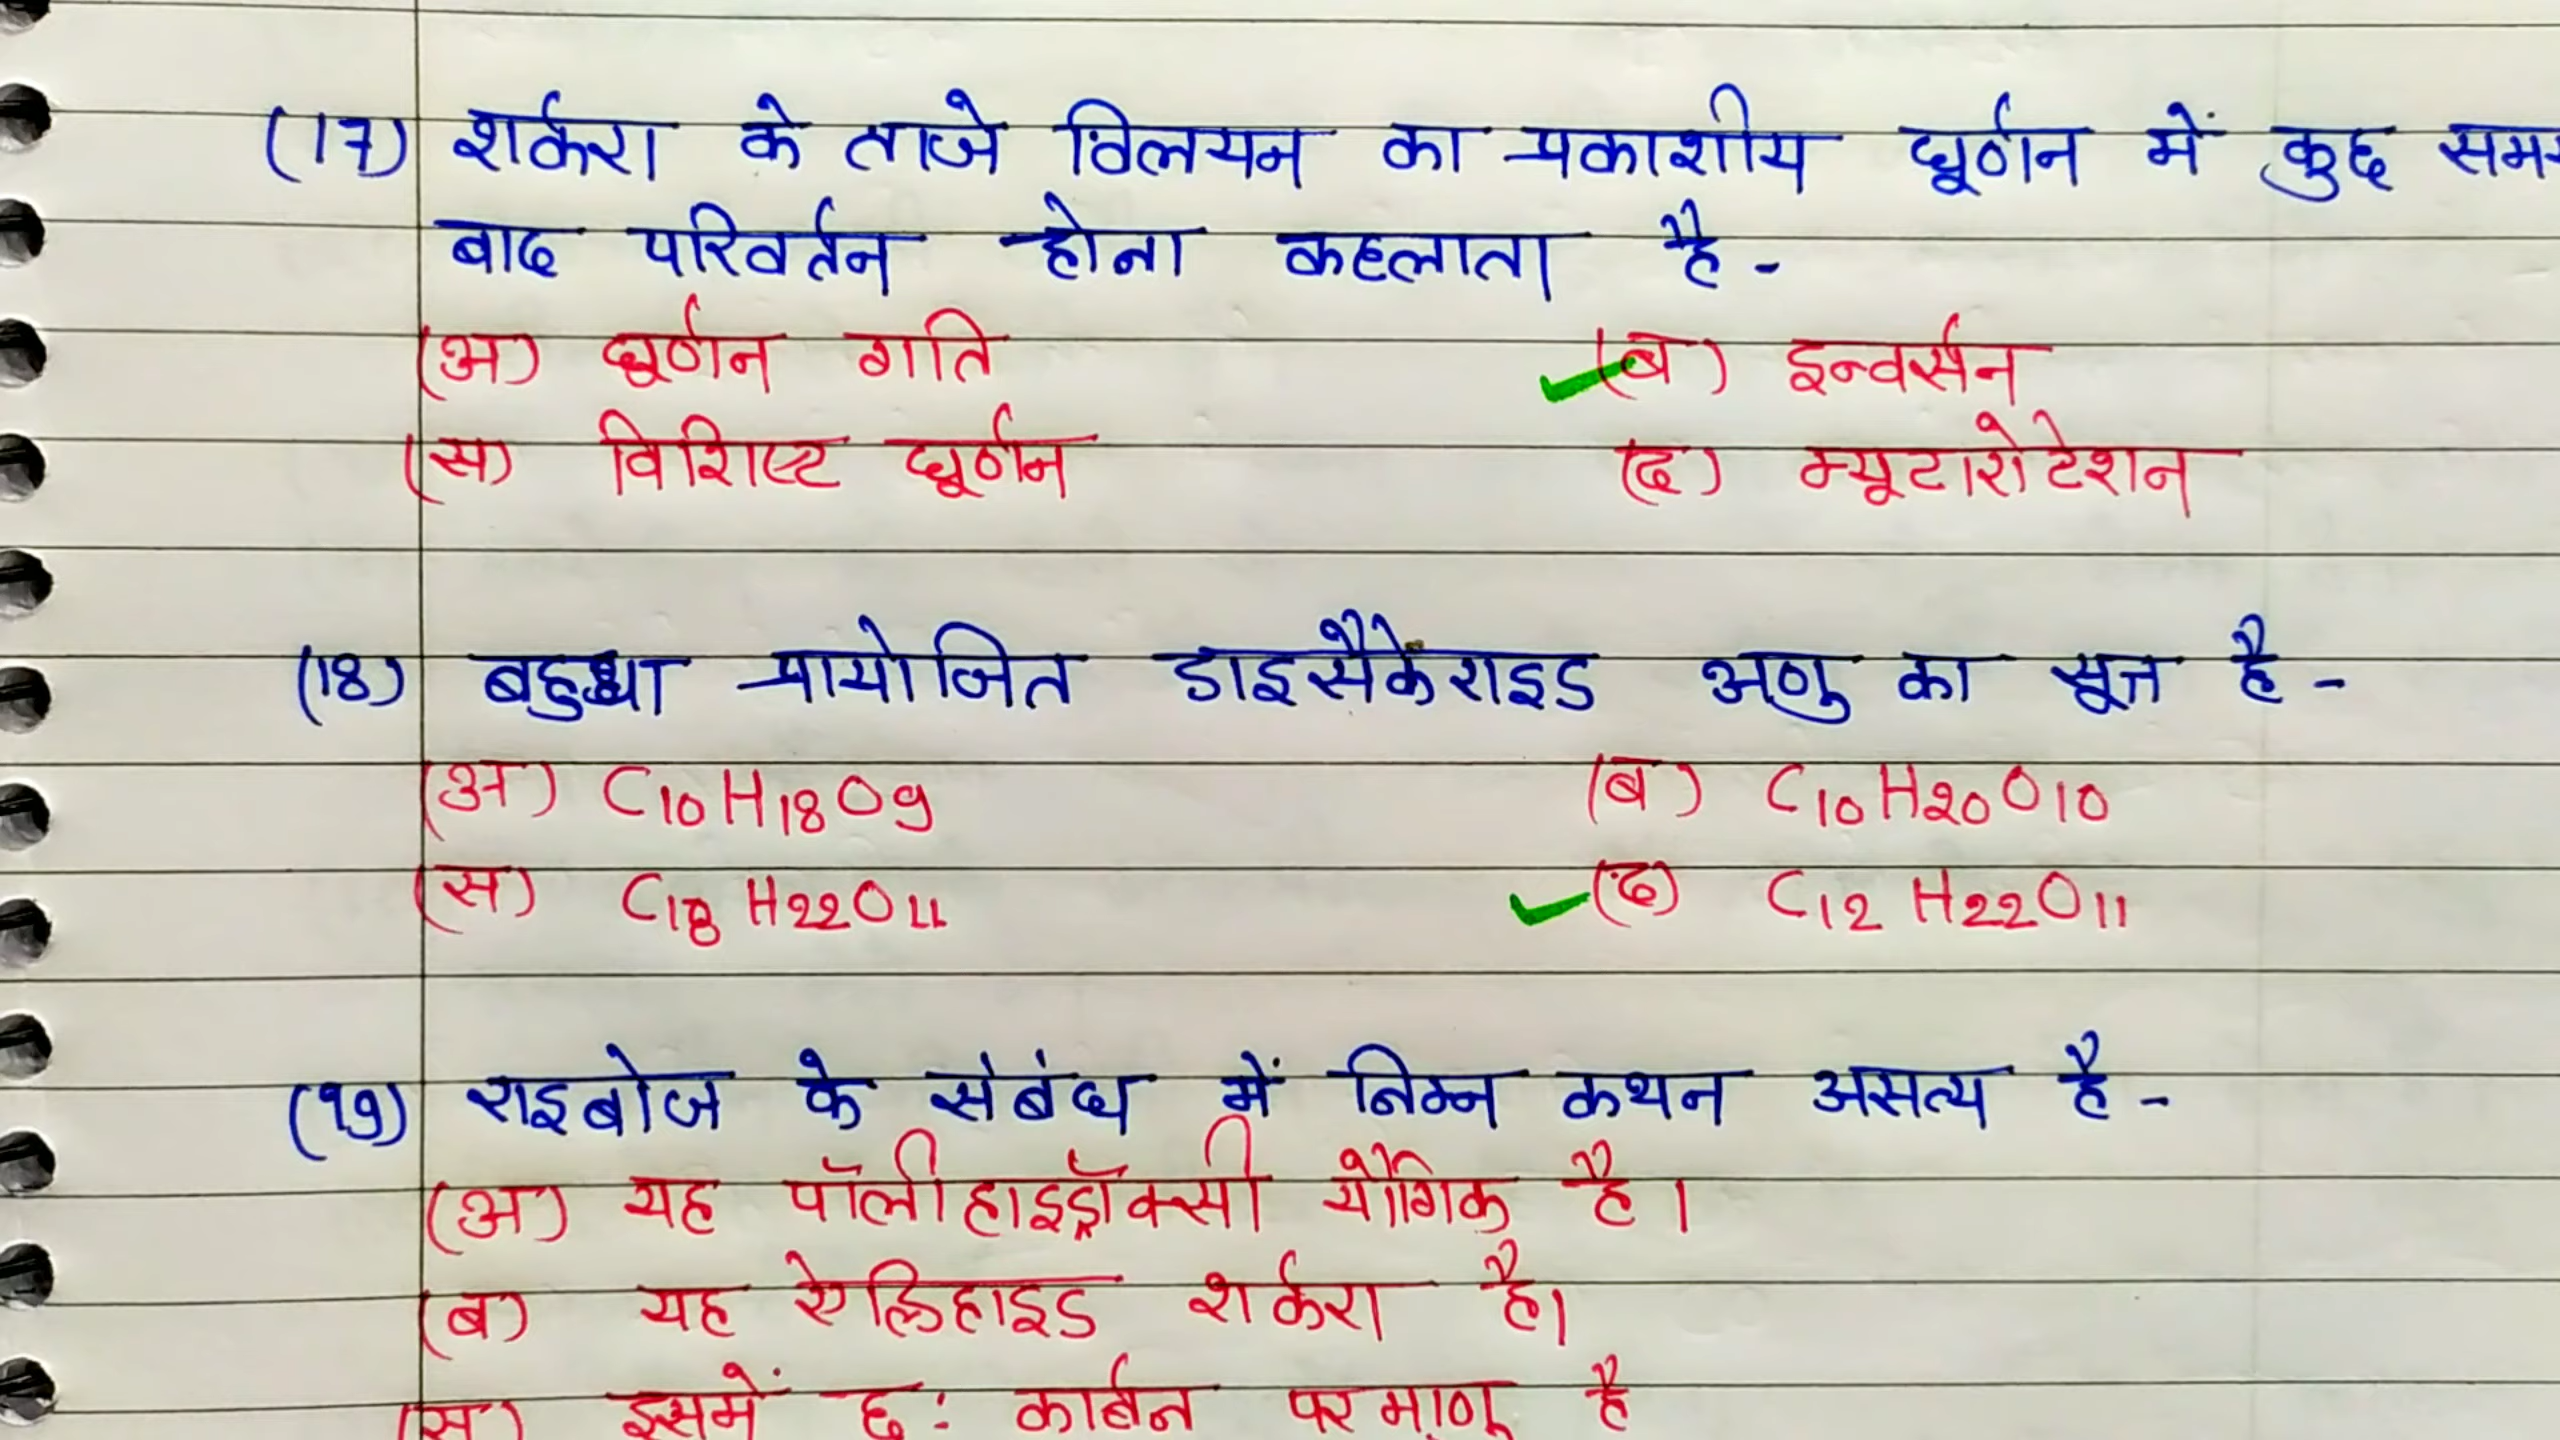 (17) शर्करा के ताजे विलयन का प्रकाशीय घूर्णन में कुछ समय
बाद परिवर्तन होना कहलाता है -
(अ) घूर्णन गति (ब) इन्वर्सन
(स) विशिष्ट घूर्णन (द) म्यूटारोटेशन
(18) बहुधा प्रायोजित डाइसैकेराइड अणु का सूत्र है -
(अ) C10H18O9 (ब) C10H20O10
(स) C18H22O11 (द) C12H22O11
(19) राइबोज के संबंध में निम्न कथन असत्य है -
(अ) यह पॉलीहाइड्रॉक्सी यौगिक है।
(ब) यह ऐल्डिहाइड शर्करा है।
(स) इसमें छ: कार्बन परमाणु है